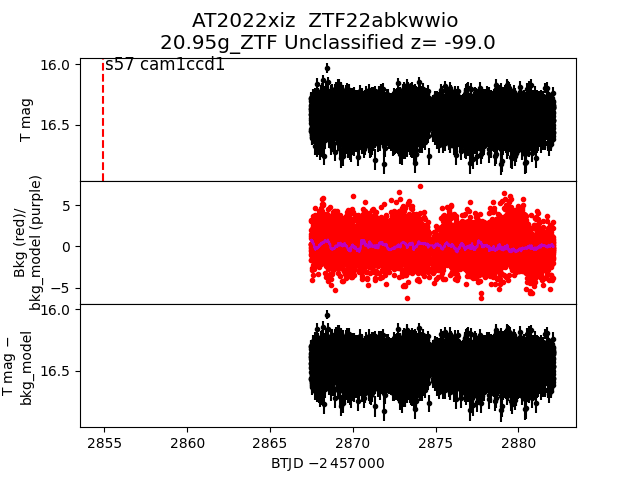 AT2022xiz  ZTF22abkwwio
20.95g_ZTF Unclassified z= -99.0
s57 cam1ccd1
16.0
16.5
T mag
5
0
−5
Bkg (red)/
bkg_model (purple)
16.0
16.5
T mag −
bkg_model
2855 2860 2865 2870 2875 2880
BTJD −2 457 000